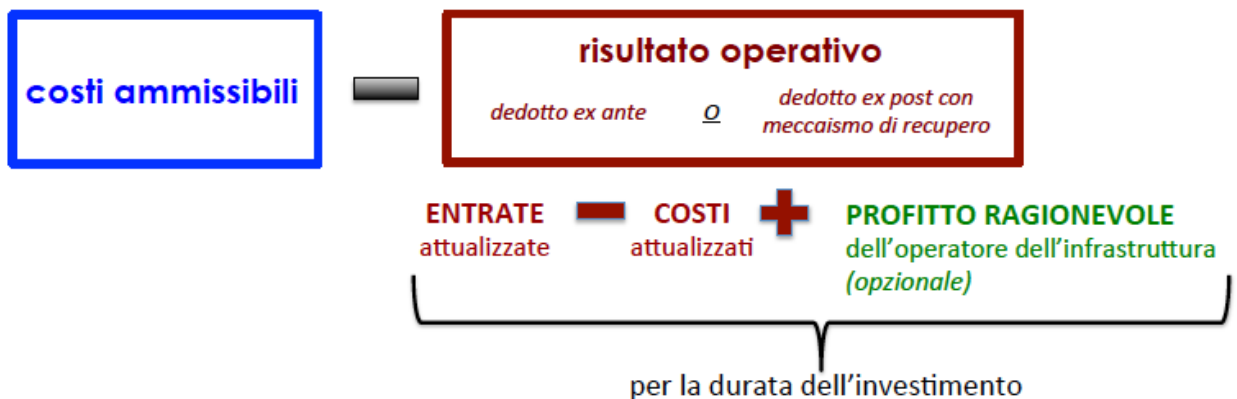 costi ammissibili
risultato operativo
dedotto ex ante
O
dedotto ex post con
meccaismo di recupero
ENTRATE
attualizzate
COSTI
attualizzati
PROFITTO RAGIONEVOLE
dell'operatore dell'infrastruttura
(opzionale)
per la durata dell'investimento